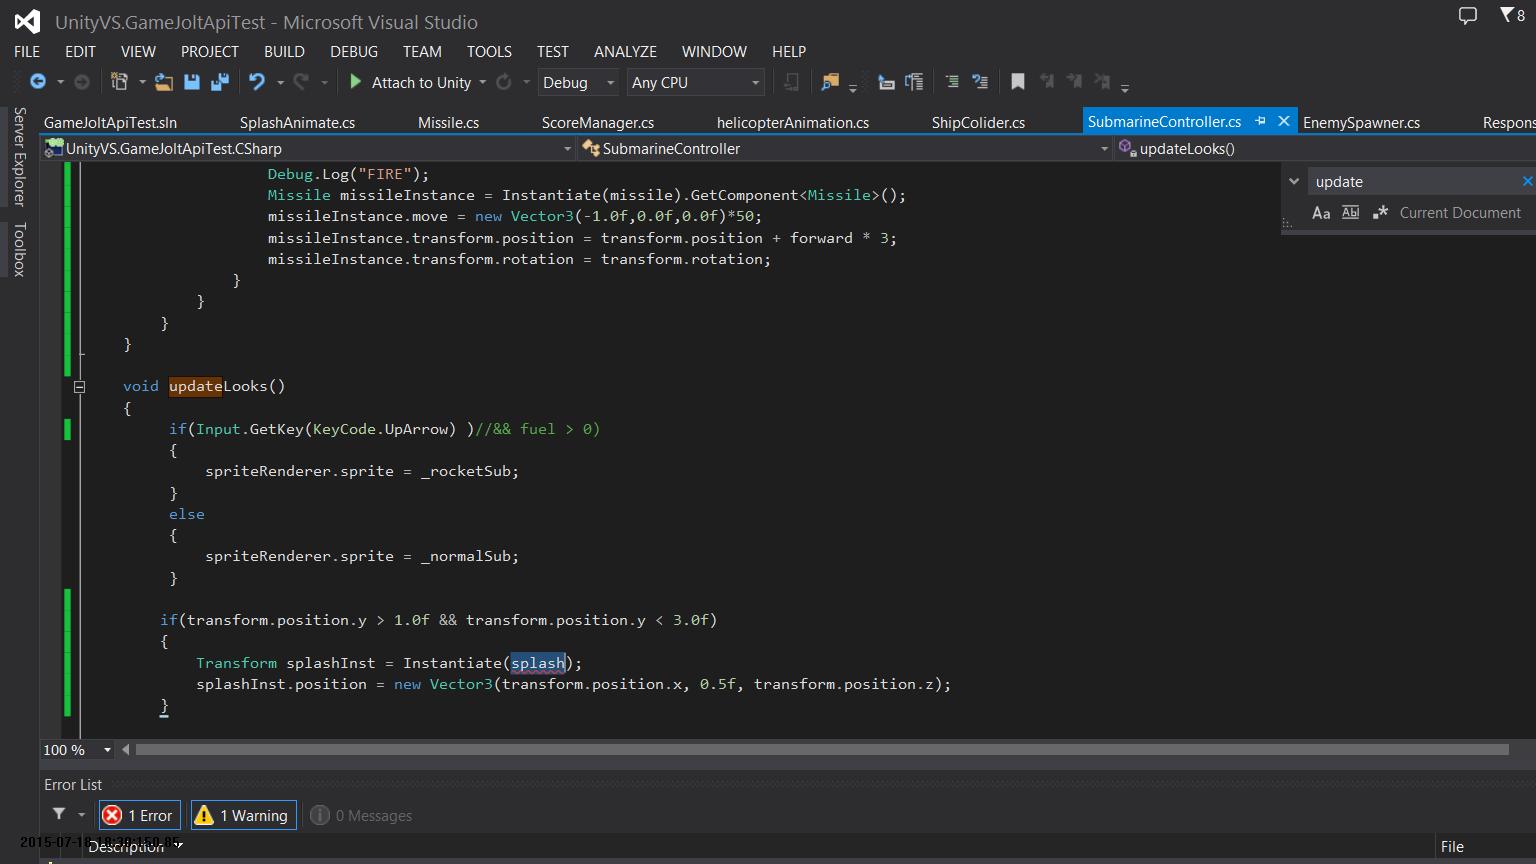 UnityVS.GameJoltApiTest - Microsoft Visual Studio
8
FILE EDIT VIEW PROJECT BUILD DEBUG TEAM TOOLS TEST ANALYZE WINDOW HELP
Attach to Unity Debug Any CPU
Server Explorer
Toolbox
GameJoltApiTest.sln SplashAnimate.cs Missile.cs ScoreManager.cs helicopterAnimation.cs ShipColider.cs SubmarineController.cs EnemySpawner.cs Respons
UnityVS.GameJoltApiTest.CSharp SubmarineController updateLooks()
update
Aa Abl .* Current Document
Debug.Log("FIRE");
Missile missileInstance = Instantiate(missile).GetComponent<Missile>();
missileInstance.move = new Vector3(-1.0f,0.0f,0.0f)*50;
missileInstance.transform.position = transform.position + forward * 3;
missileInstance.transform.rotation = transform.rotation;
}
}
}
}
void updateLooks()
{
if(Input.GetKey(KeyCode.UpArrow) )//&& fuel > 0)
{
spriteRenderer.sprite = _rocketSub;
}
else
{
spriteRenderer.sprite = _normalSub;
}
if(transform.position.y > 1.0f && transform.position.y < 3.0f)
{
Transform splashInst = Instantiate(splash);
splashInst.position = new Vector3(transform.position.x, 0.5f, transform.position.z);
}
100 %
Error List
1 Error 1 Warning 0 Messages
Description File